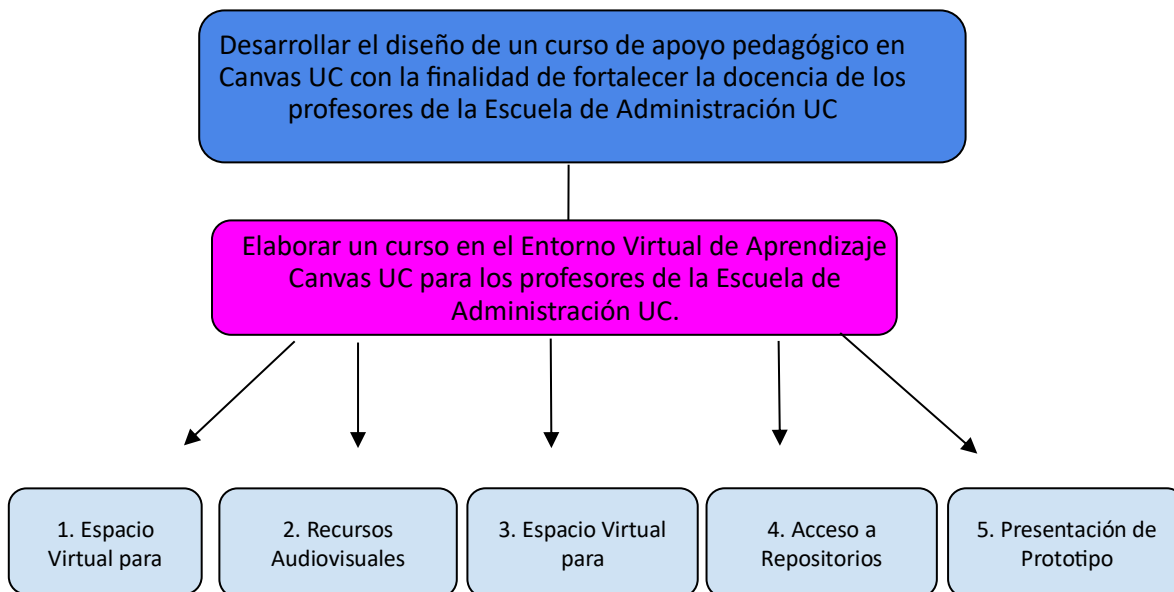 Desarrollar el diseño de un curso de apoyo pedagógico en
Canvas UC con la finalidad de fortalecer la docencia de los
profesores de la Escuela de Administración UC
Elaborar un curso en el Entorno Virtual de Aprendizaje
Canvas UC para los profesores de la Escuela de
Administración UC.
1. Espacio
Virtual para
2. Recursos
Audiovisuales
3. Espacio Virtual
para
4. Acceso a
Repositorios
5. Presentación de
Prototipo